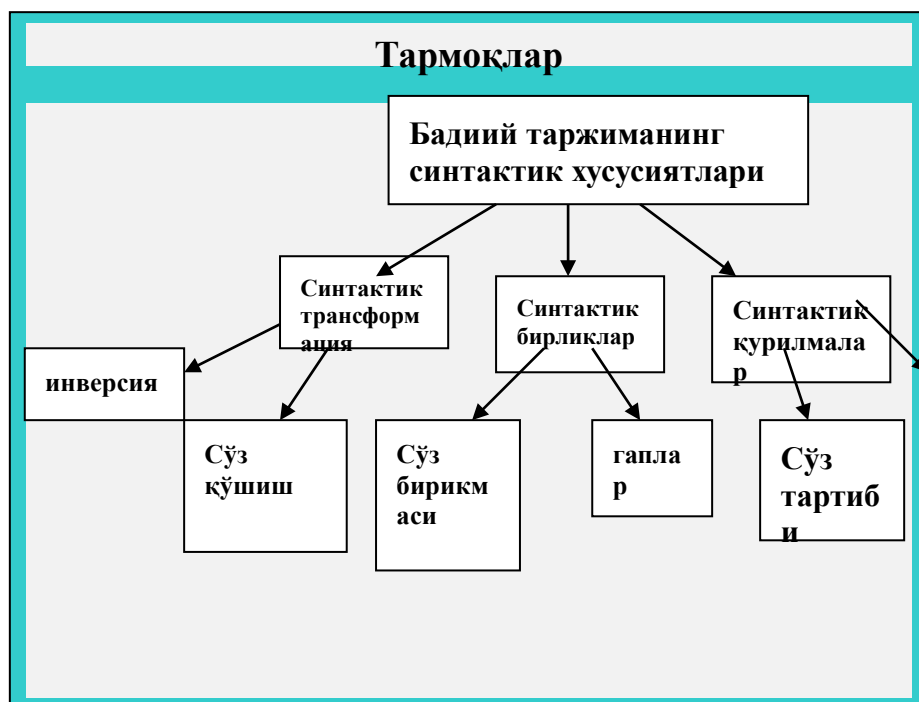 Тармоқлар
Бадиий таржиманинг
синтактик хусусиятлари
Синтактик
трансформ
ация
Синтактик
бирликлар
Синтактик
қурилмала
р
инверсия
Сўз
қўшиш
Сўз
бирикм
аси
гапла
р
Сўз
тартиб
и